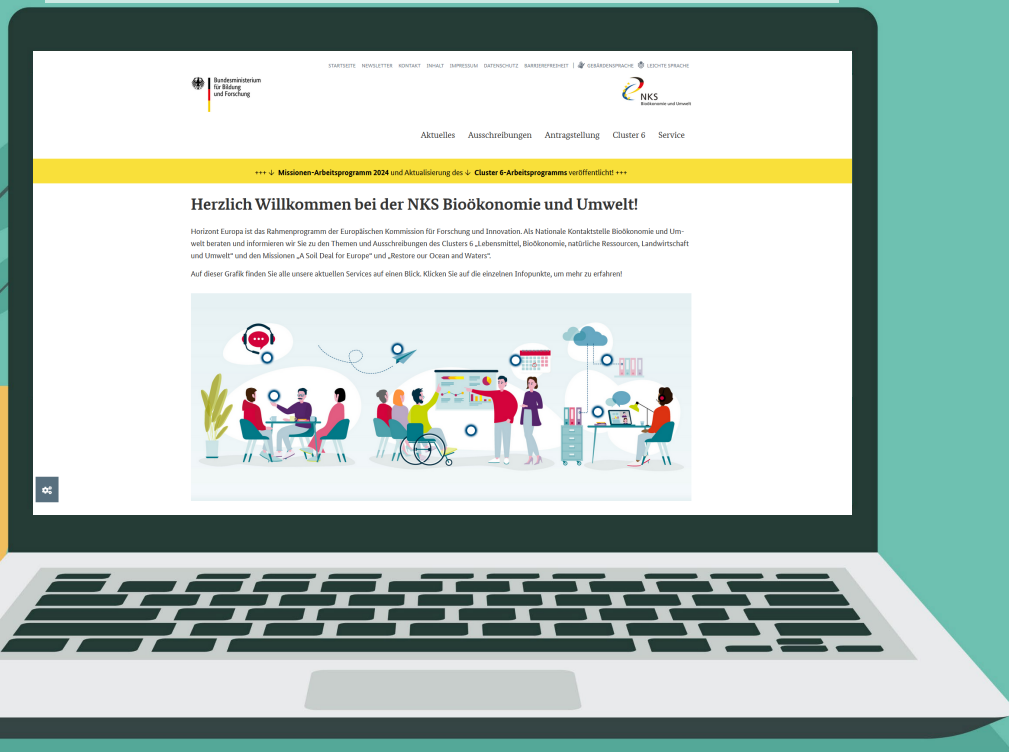 STARTSEITE NEWSLETTER KONTAKT INHALT IMPRESSUM DATENSCHUTZ BARRIEREFREIHEIT | GEBÄRDENSPRACHE LEICHTE SPRACHE
Bundesministerium
für Bildung
und Forschung
NKS
Bioökonomie und Umwelt
Aktuelles Ausschreibungen Antragstellung Cluster 6 Service
+++ ↓ Missionen-Arbeitsprogramm 2024 und Aktualisierung des ↓ Cluster 6-Arbeitsprogramms veröffentlicht! +++
Herzlich Willkommen bei der NKS Bioökonomie und Umwelt!
Horizont Europa ist das Rahmenprogramm der Europäischen Kommission für Forschung und Innovation. Als Nationale Kontaktstelle Bioökonomie und Um-
welt beraten und informieren wir Sie zu den Themen und Ausschreibungen des Clusters 6 „Lebensmittel, Bioökonomie, natürliche Ressourcen, Landwirtschaft
und Umwelt“ und den Missionen „A Soil Deal for Europe“ und „Restore our Ocean and Waters“.
Auf dieser Grafik finden Sie alle unsere aktuellen Services auf einen Blick. Klicken Sie auf die einzelnen Infopunkte, um mehr zu erfahren!